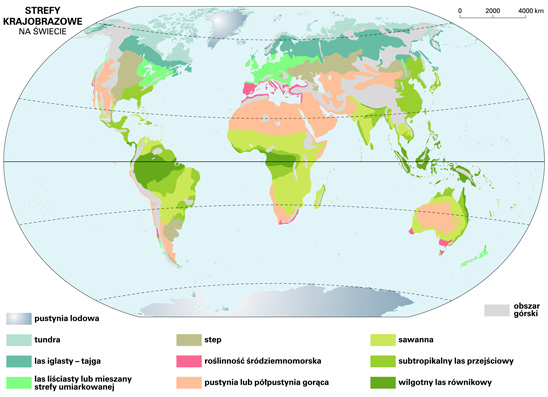 STREFY
KRAJOBRAZOWE
NA ŚWIECIE
0 2000 4000 km
pustynia lodowa
obszar
górski
tundra
step
sawanna
las iglasty – tajga
roślinność śródziemnomorska
subtropikalny las przejściowy
las liściasty lub mieszany
strefy umiarkowanej
pustynia lub półpustynia gorąca
wilgotny las równikowy